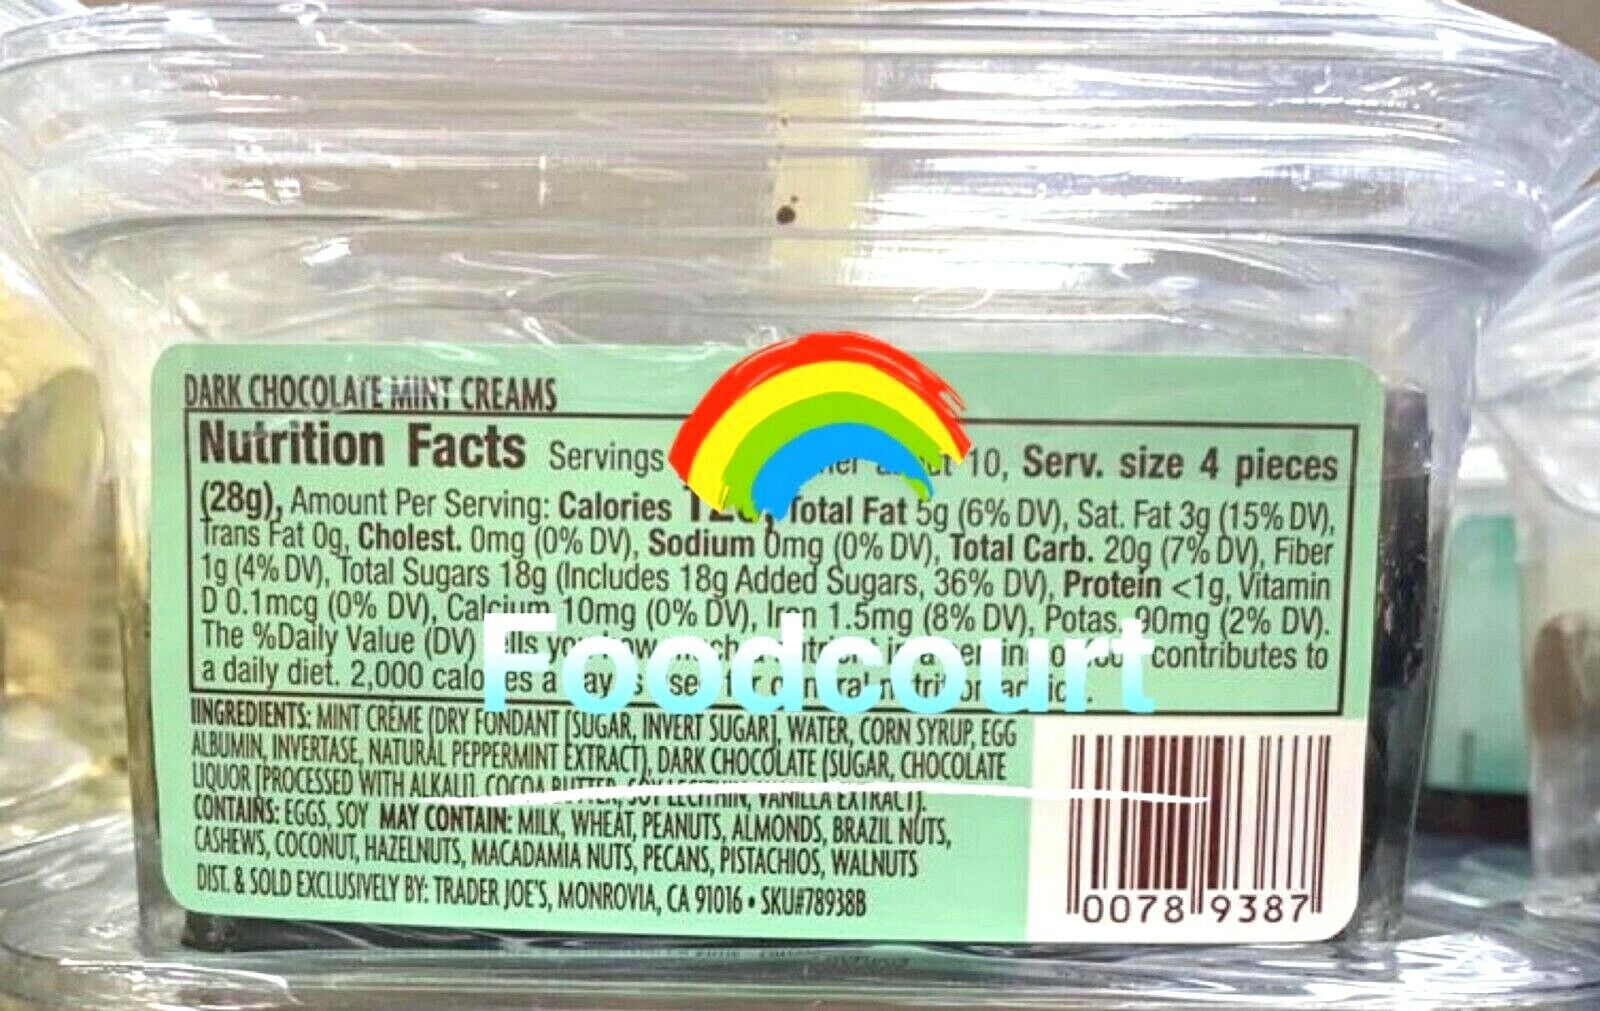 DARK CHOCOLATE MINT CREAMS
Nutrition Facts Servings 10, Serv. size 4 pieces
(28g), Amount Per Serving: Calories Total Fat 5g (6% DV), Sat. Fat 3g (15% DV),
Trans Fat 0g, Cholest. 0mg (0% DV), Sodium 0mg (0% DV), Total Carb. 20g (7% DV), Fiber
1g (4% DV), Total Sugars 18g (Includes 18g Added Sugars, 36% DV), Protein <1g, Vitamin
D 0.1mcg (0% DV), Calcium 10mg (0% DV), Iron 1.5mg (8% DV), Potas. 90mg (2% DV).
The %Daily Value (DV) contributes to
a daily diet. 2,000
Foodcourt
IINGREDIENTS: MINT CRÈME (DRY FONDANT [SUGAR, INVERT SUGAR], WATER, CORN SYRUP, EGG
ALBUMIN, INVERTASE, NATURAL PEPPERMINT EXTRACT), DARK CHOCOLATE (SUGAR, CHOCOLATE
LIQUOR [PROCESSED WITH ALKALI], COCOA BUTTER, SOY LECITHIN, VANILLA EXTRACT).
CONTAINS: EGGS, SOY MAY CONTAIN: MILK, WHEAT, PEANUTS, ALMONDS, BRAZIL NUTS,
CASHEWS, COCONUT, HAZELNUTS, MACADAMIA NUTS, PECANS, PISTACHIOS, WALNUTS
DIST. & SOLD EXCLUSIVELY BY: TRADER JOE'S, MONROVIA, CA 91016 • SKU#78938B
0078 9387